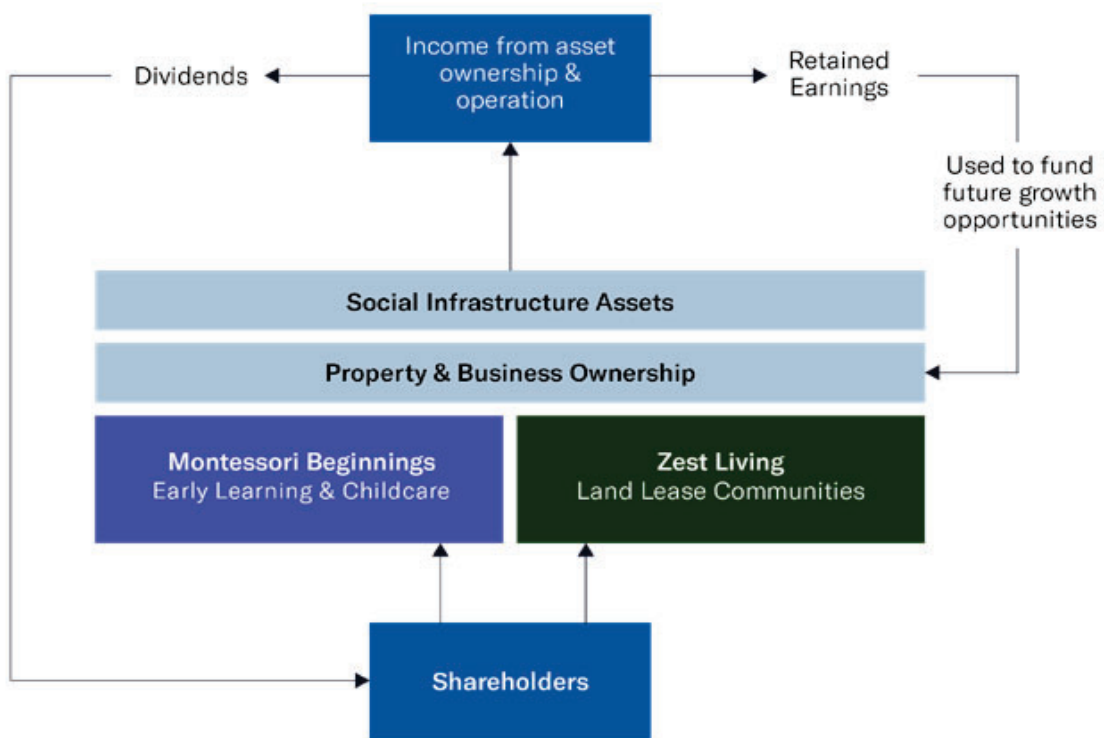 Income from asset
ownership &
operation
Dividends
Retained
Earnings
Used to fund
future growth
opportunities
Social Infrastructure Assets
Property & Business Ownership
Montessori Beginnings
Early Learning & Childcare
Zest Living
Land Lease Communities
Shareholders